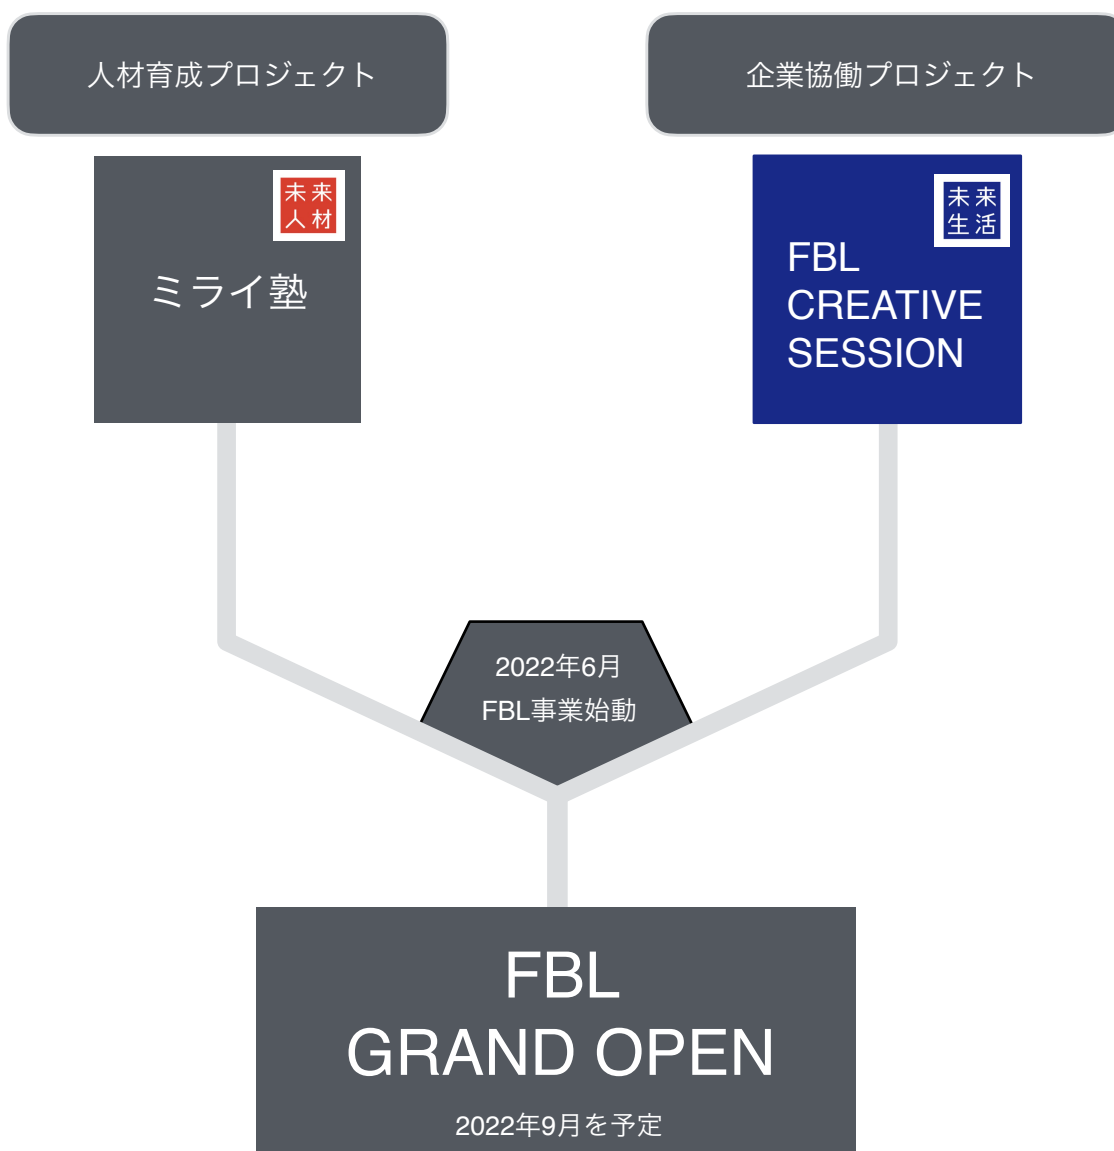 人材育成プロジェクト
未来
人材
ミライ塾
企業協働プロジェクト
未来
生活
FBL
CREATIVE
SESSION
2022年6月
FBL事業始動
FBL
GRAND OPEN
2022年9月を予定